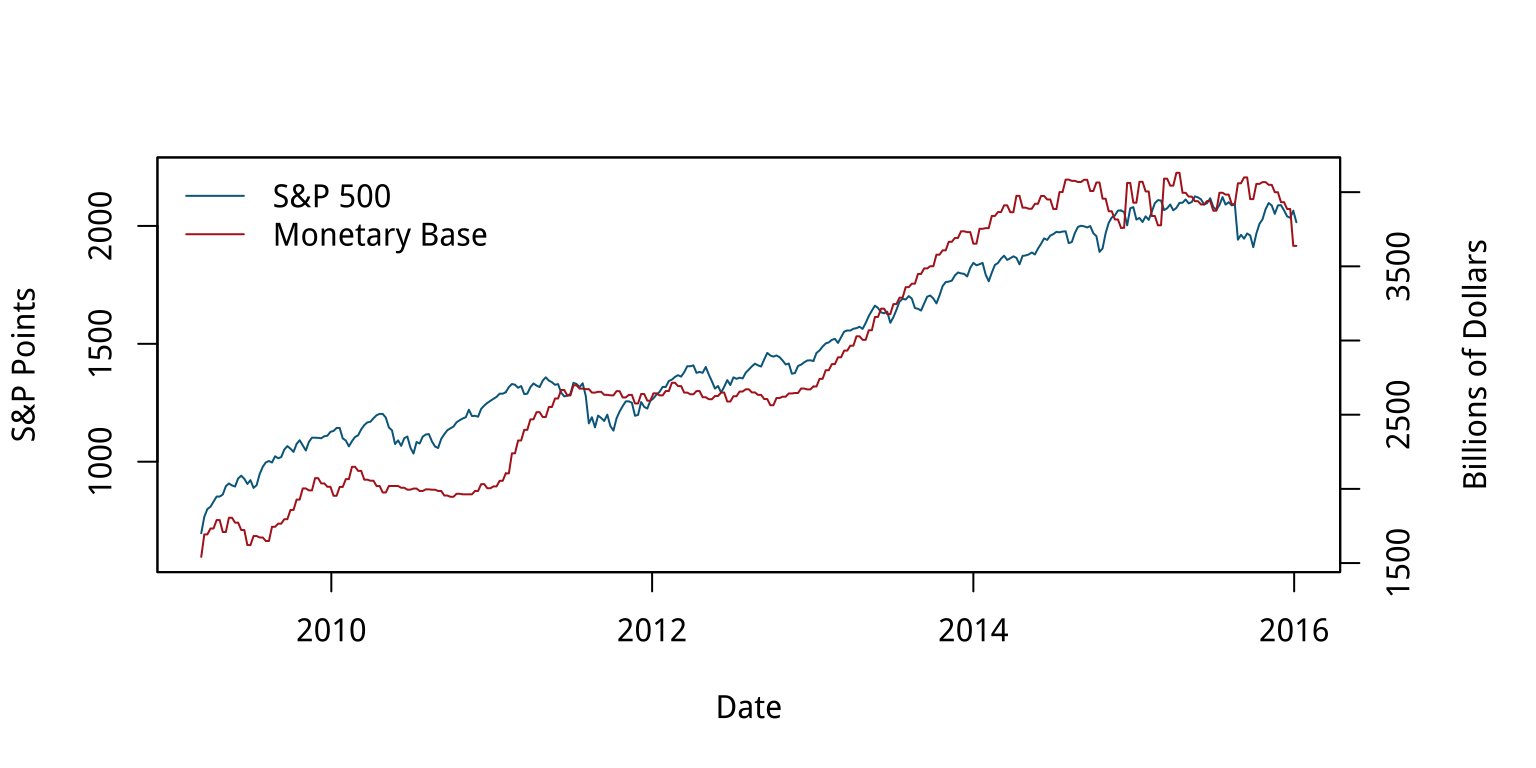 S&P 500
Monetary Base
S&P Points
2000
1500
1000
3500
2500
1500
Billions of Dollars
2010 2012 2014 2016
Date